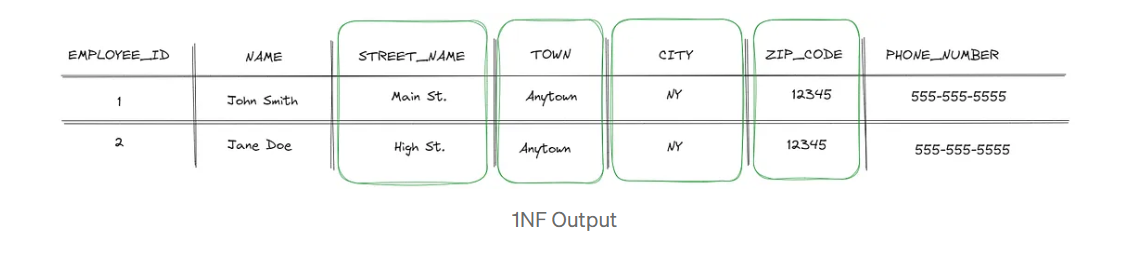 EMPLOYEE_ID NAME STREET_NAME TOWN CITY ZIP_CODE PHONE_NUMBER
1 John Smith Main St. Anytown NY 12345 555-555-5555
2 Jane Doe High St. Anytown NY 12345 555-555-5555
1NF Output